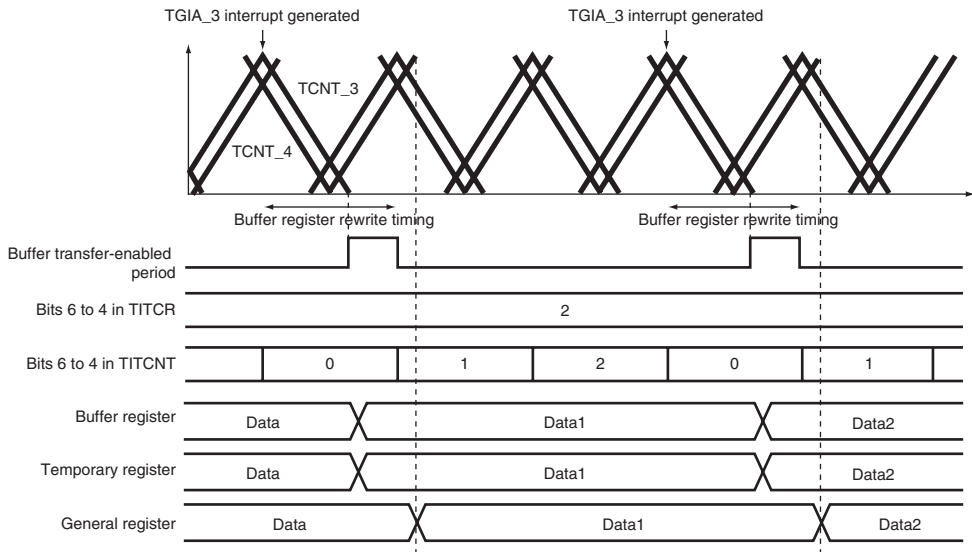 TGIA_3 interrupt generated
TGIA_3 interrupt generated
TCNT_3
TCNT_4
Buffer register rewrite timing
Buffer register rewrite timing
Buffer transfer-enabled
period
Bits 6 to 4 in TITCR
2
Bits 6 to 4 in TITCNT
0
1
2
0
1
Buffer register
Data
Data1
Data2
Temporary register
Data
Data1
Data2
General register
Data
Data1
Data2